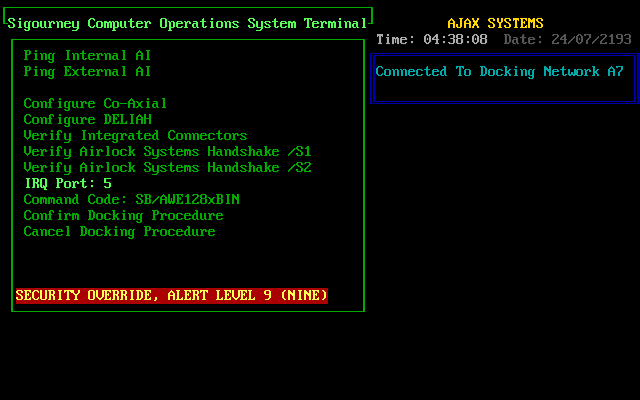 Sigourney Computer Operations System Terminal
AJAX SYSTEMS
Time: 04:38:08  Date: 24/07/2193
Connected To Docking Network A7
Ping Internal AI
Ping External AI
Configure Co-Axial
Configure DELIAH
Verify Integrated Connectors
Verify Airlock Systems Handshake /S1
Verify Airlock Systems Handshake /S2
IRQ Port: 5
Command Code: SB/AWE128xBIN
Confirm Docking Procedure
Cancel Docking Procedure
SECURITY OVERRIDE, ALERT LEVEL 9 (NINE)